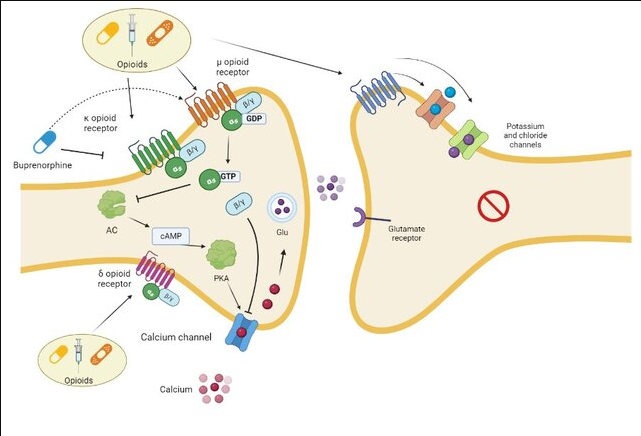 Opioids
μ opioid
receptor
β/γ
Gs
GDP
κ opioid
receptor
β/γ
Gs
Buprenorphine
Gs
GTP
β/γ
AC
cAMP
PKA
Glu
δ opioid
receptor
Gs
β/γ
Calcium channel
Opioids
Calcium
Potassium
and chloride
channels
Glutamate
receptor